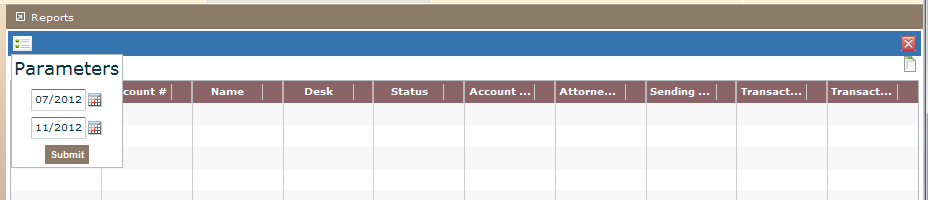 Reports
Parameters
07/2012
11/2012
Submit
count # Name Desk Status Account ... Attorne... Sending ... Transact... Transact...